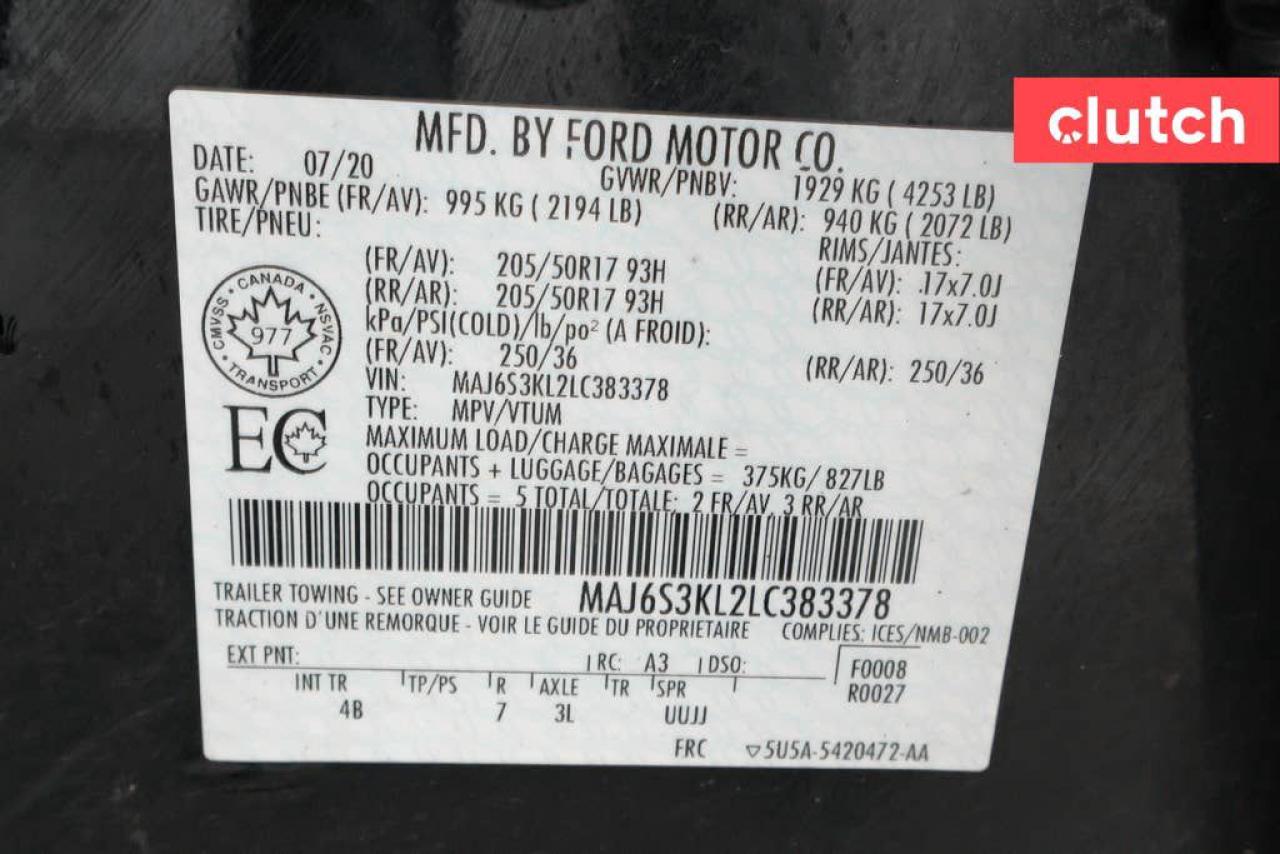 clutch
MFD. BY FORD MOTOR CO.
DATE: 07/20 GVWR/PNBV: 1929 KG ( 4253 LB)
GAWR/PNBE (FR/AV): 995 KG ( 2194 LB) (RR/AR): 940 KG ( 2072 LB)
TIRE/PNEU: RIMS/JANTES:
(FR/AV): 205/50R17 93H (FR/AV): 17x7.0J
(RR/AR): 205/50R17 93H (RR/AR): 17x7.0J
kPa/PSI(COLD)/lb/po² (A FROID):
(FR/AV): 250/36 (RR/AR): 250/36
CANADA
CMVSS NSVAC
977
TRANSPORT
VIN: MAJ6S3KL2LC383378
TYPE: MPV/VTUM
EC
MAXIMUM LOAD/CHARGE MAXIMALE =
OCCUPANTS + LUGGAGE/BAGAGES = 375KG/ 827LB
OCCUPANTS = 5 TOTAL/TOTALE: 2 FR/AV, 3 RR/AR
TRAILER TOWING - SEE OWNER GUIDE MAJ6S3KL2LC383378
TRACTION D'UNE REMORQUE - VOIR LE GUIDE DU PROPRIETAIRE COMPLIES: ICES/NMB-002
EXT PNT: RC: A3 DSO: F0008
INT TR TP/PS R AXLE TR SPR R0027
4B 7 3L UUJJ
FRC 5U5A-5420472-AA